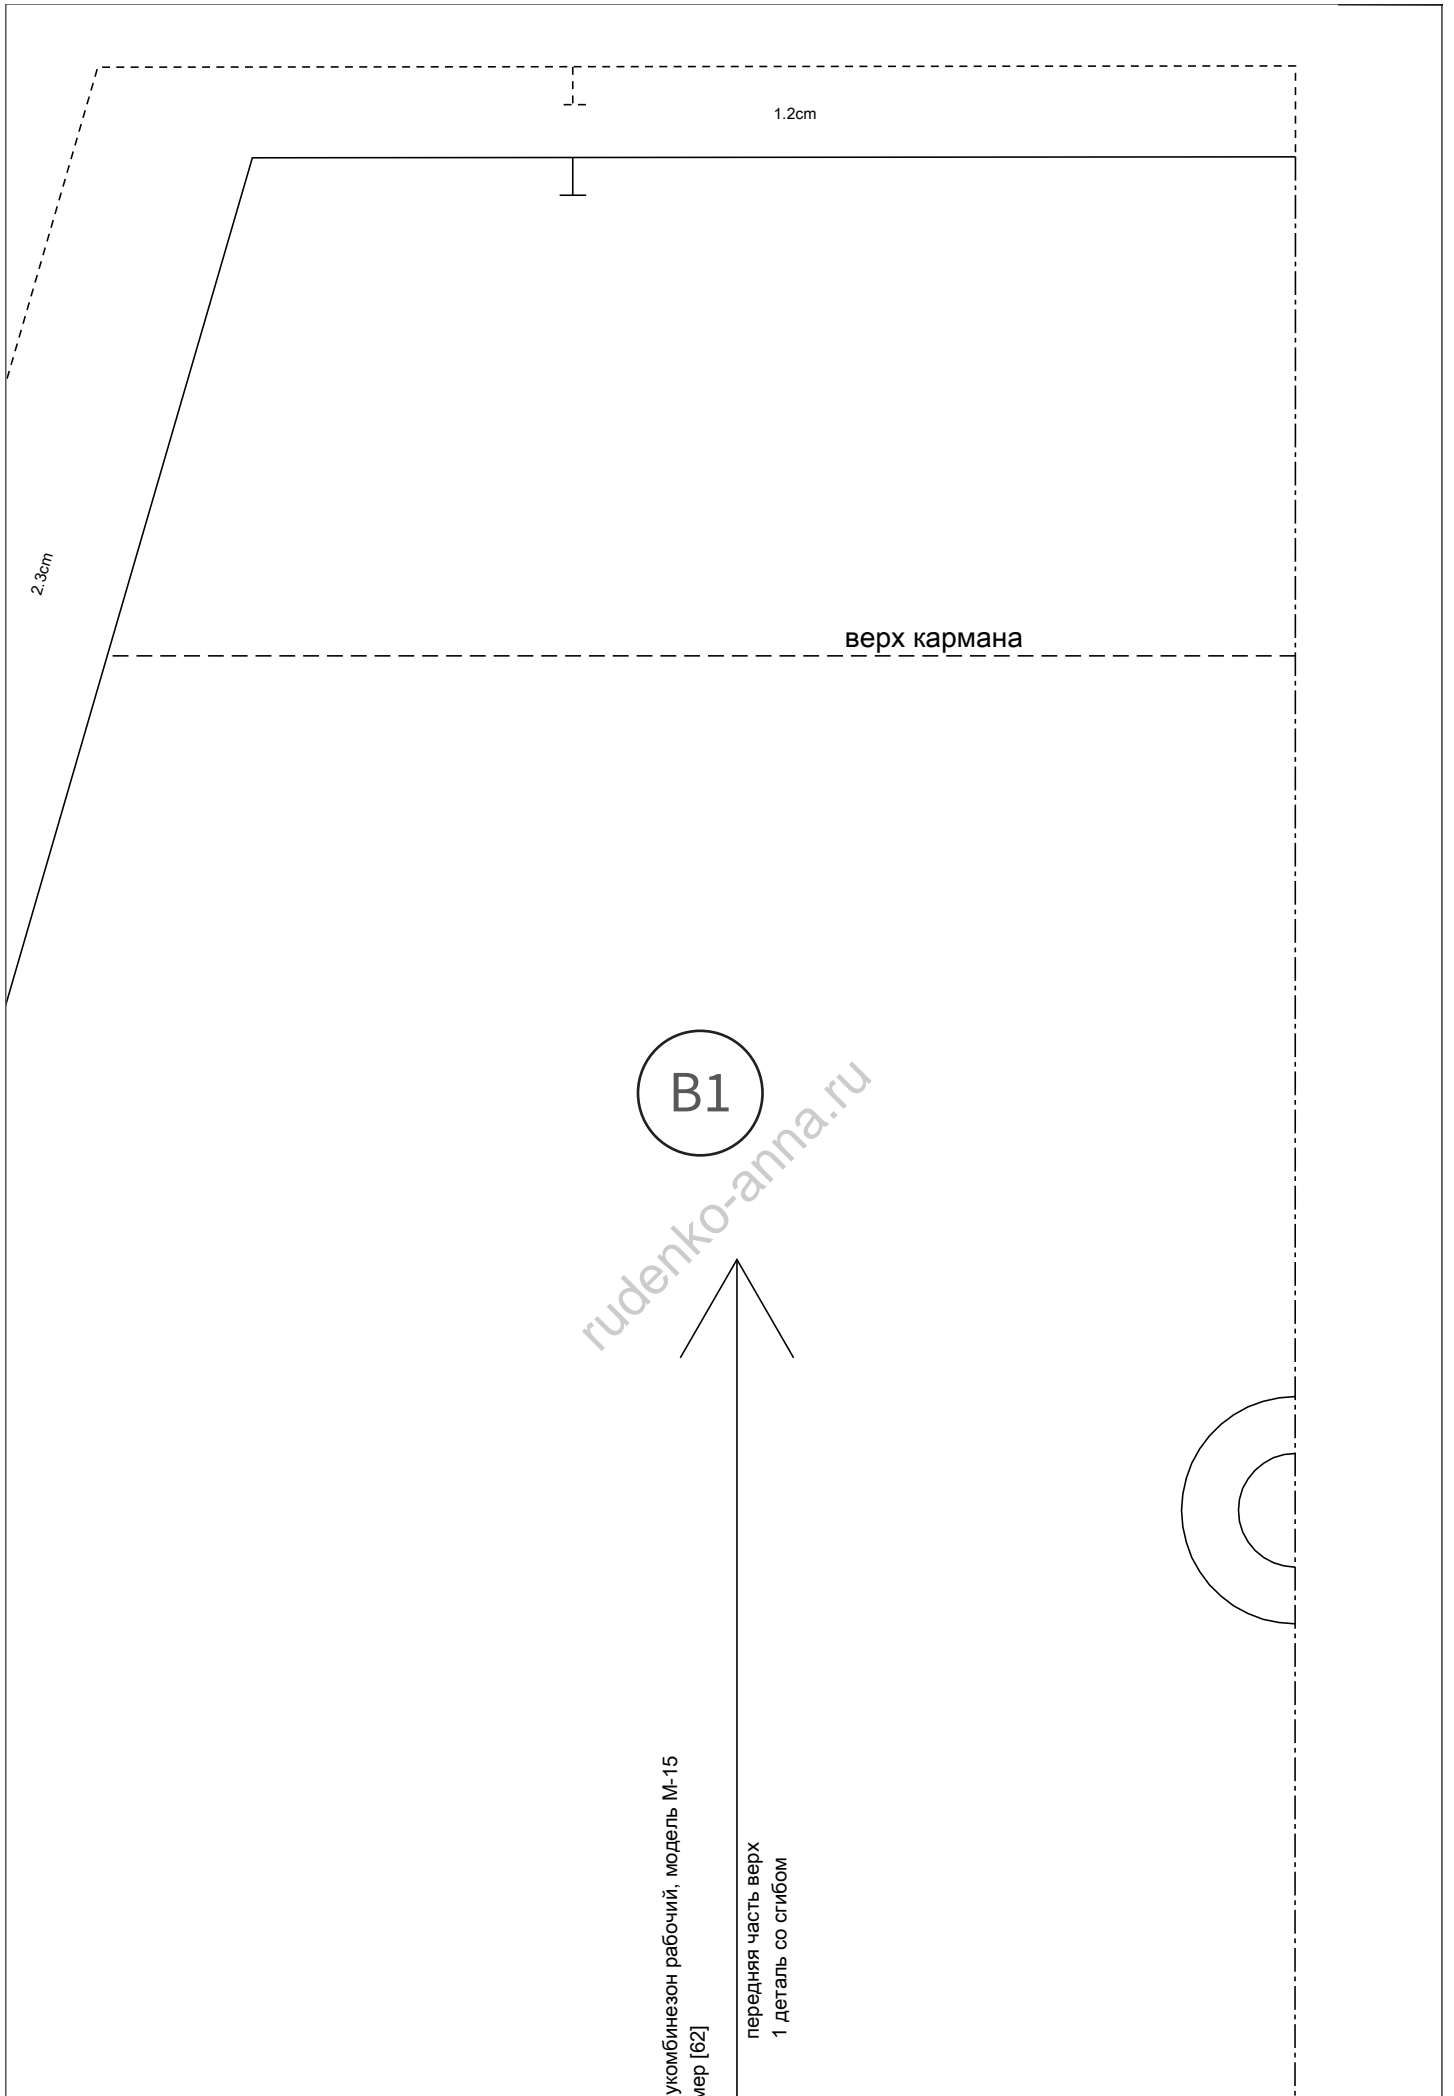 1.2cm
2.3cm
верх кармана
B1
rudenko-anna.ru
укомбинезон рабочий, модель М-15
мер [62]
передняя часть верх
1 деталь со сгибом